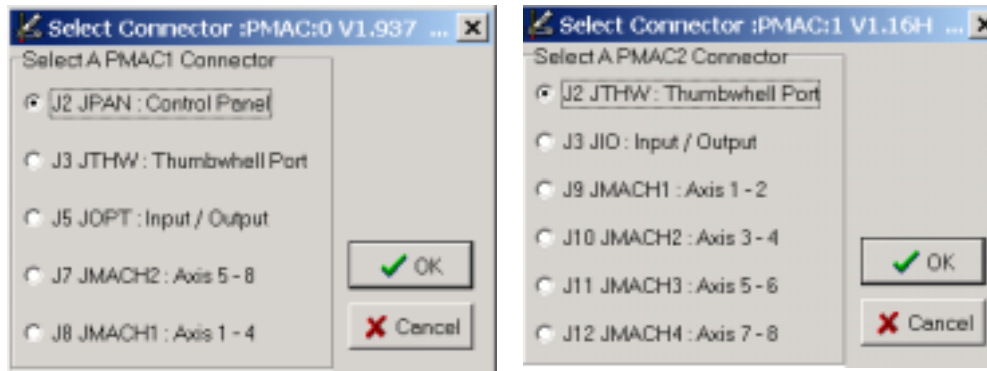 Select Connector :PMAC:0 V1.937 ...
Select A PMAC1 Connector
J2 JPAN : Control Panel
J3 JTHW : Thumbwhell Port
J5 JOPT : Input / Output
J7 JMACH2 : Axis 5 - 8
J8 JMACH1 : Axis 1 - 4
OK
Cancel
Select Connector :PMAC:1 V1.16H ...
Select A PMAC2 Connector
J2 JTHW : Thumbwhell Port
J3 JIO : Input / Output
J9 JMACH1 : Axis 1 - 2
J10 JMACH2 : Axis 3 - 4
J11 JMACH3 : Axis 5 - 6
J12 JMACH4 : Axis 7 - 8
OK
Cancel